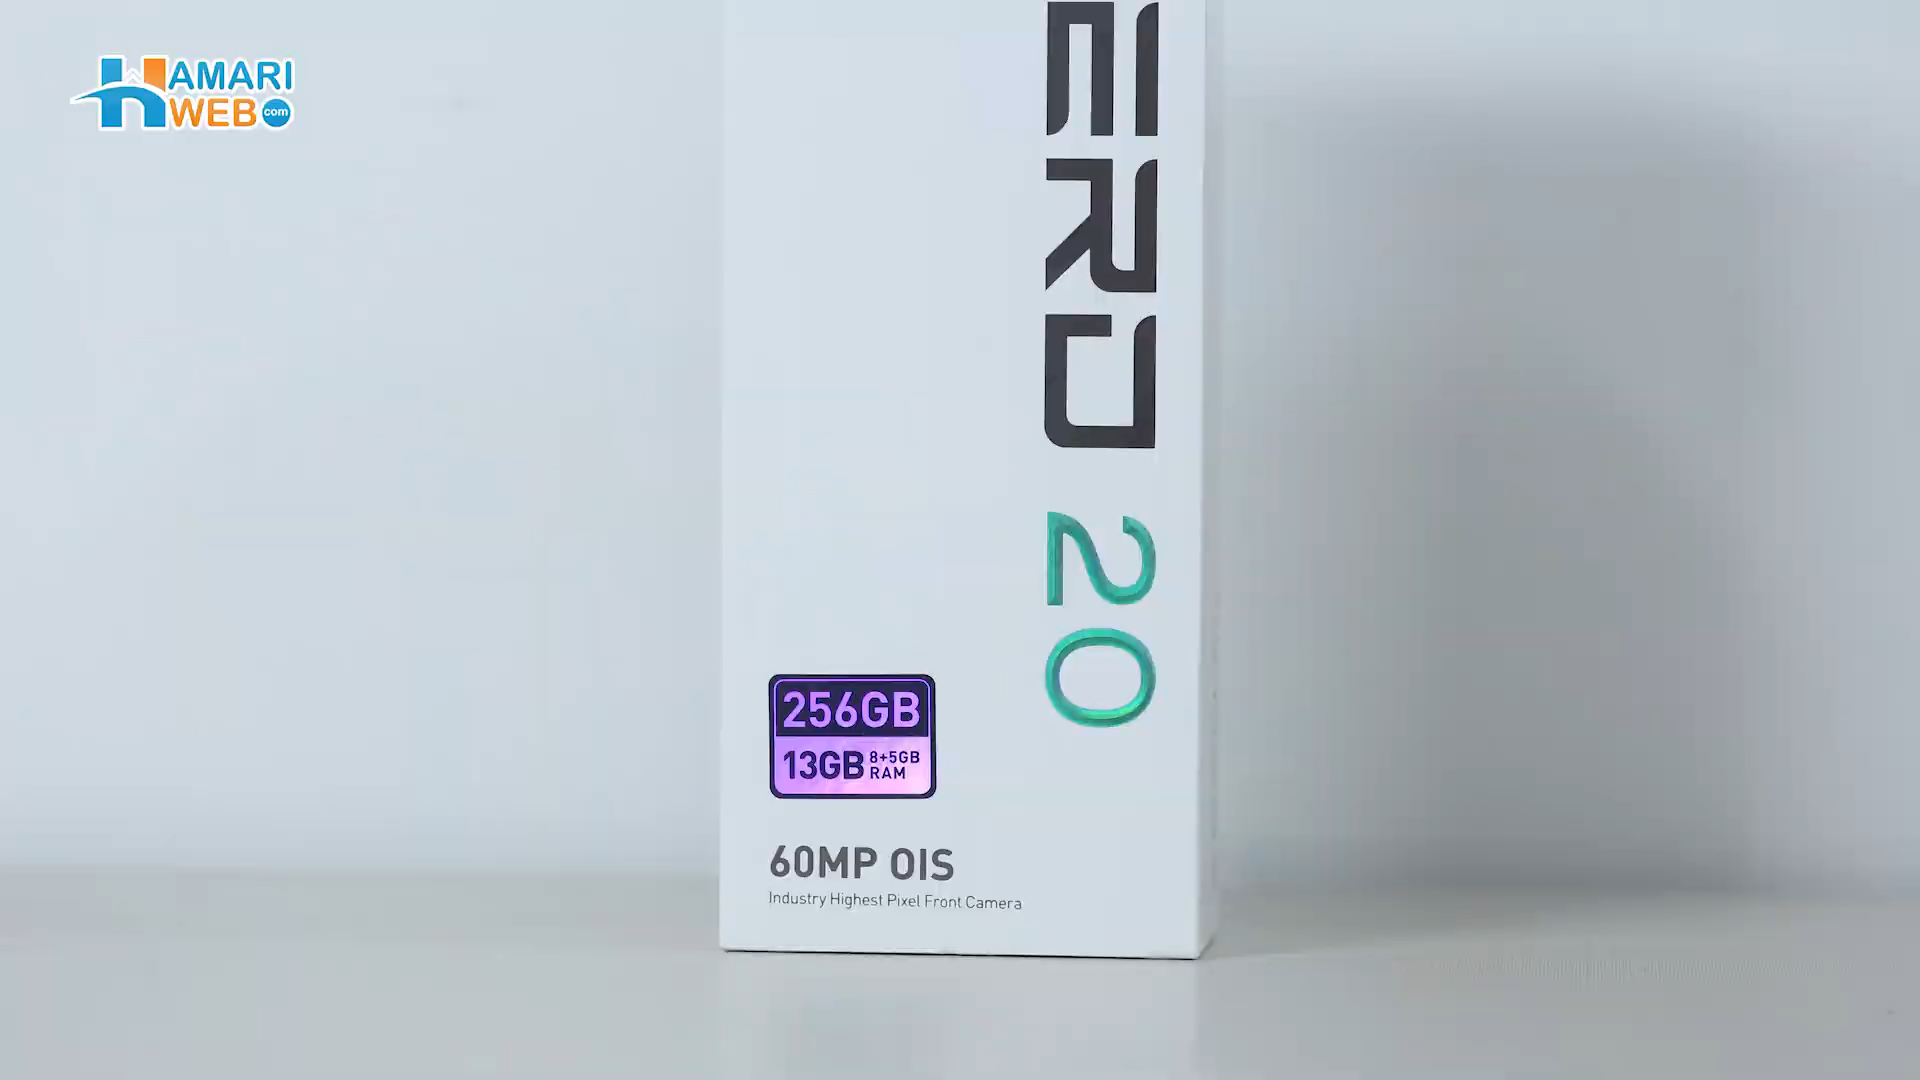 HAMARI
WEB.com
ERO 20
256GB
13GB 8+5GB
RAM
60MP OIS
Industry Highest Pixel Front Camera